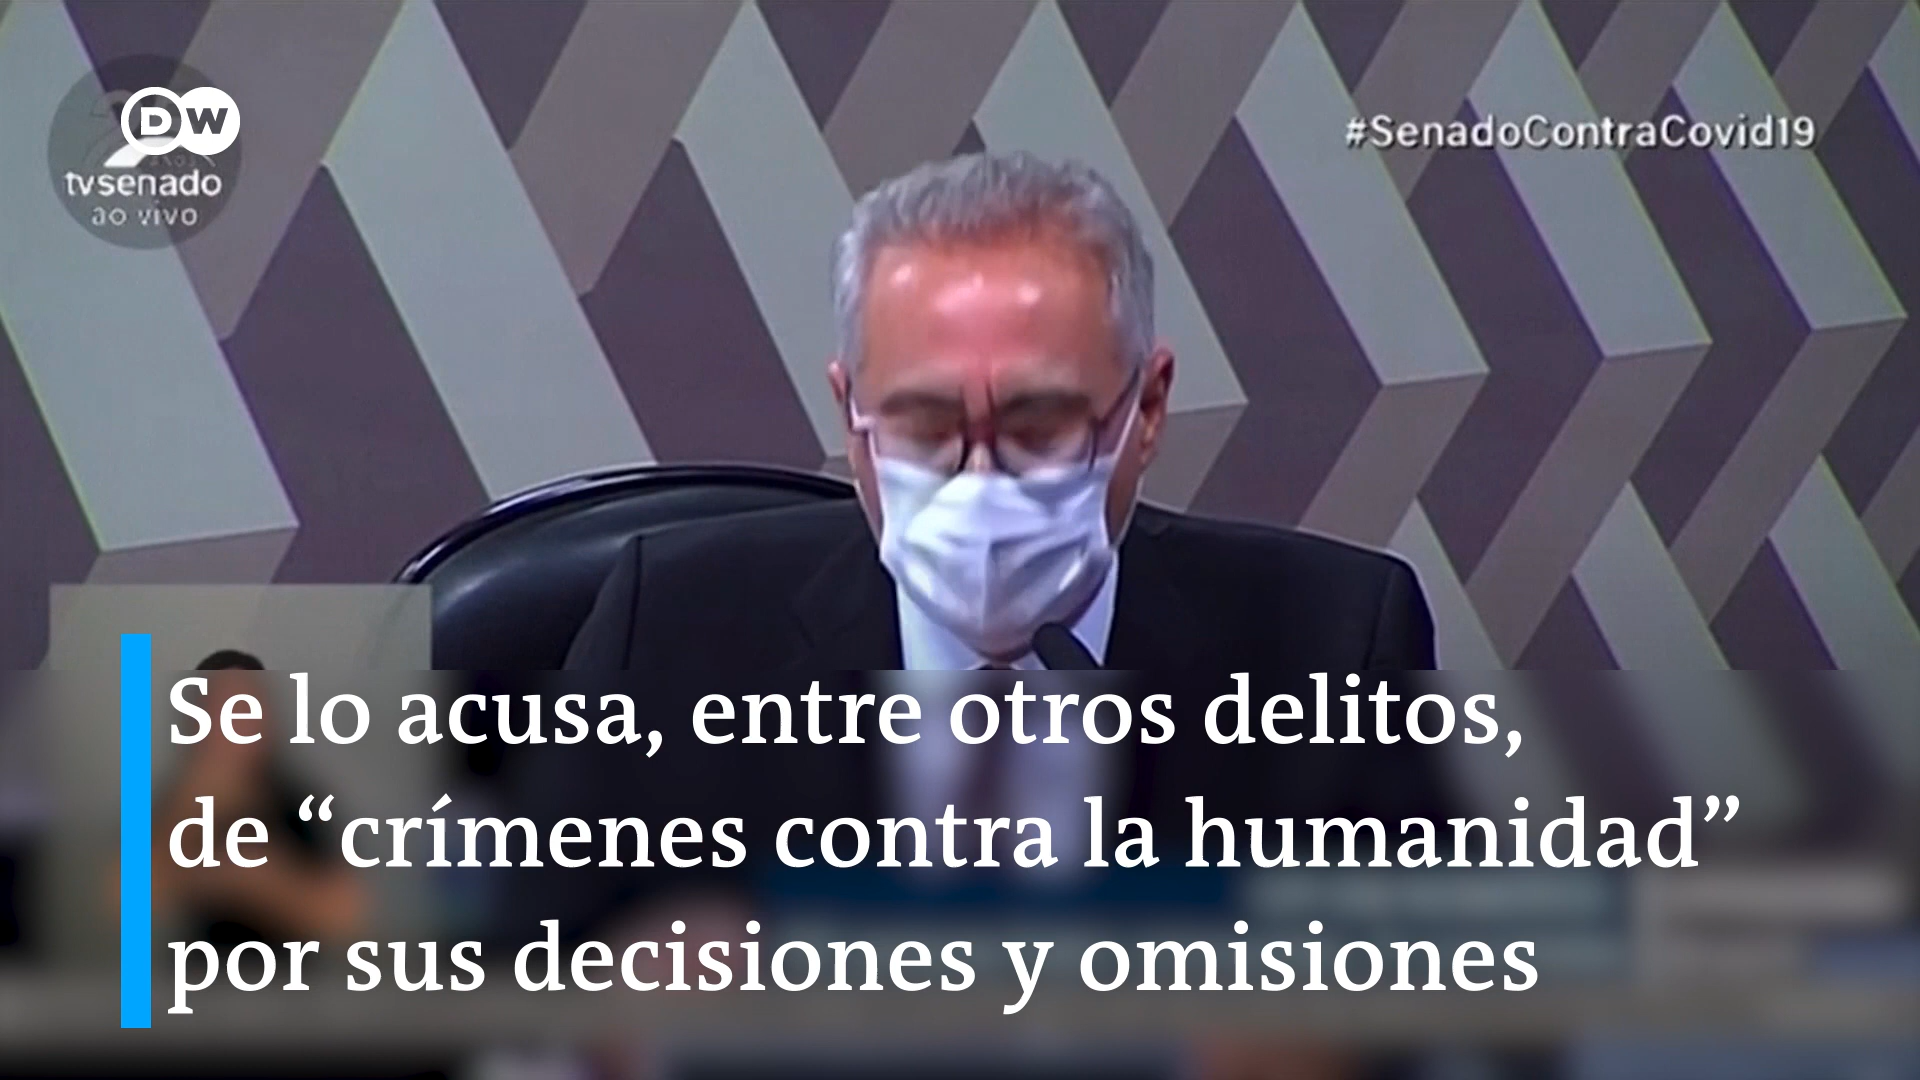 DW
tvsenado
ao vivo
#SenadoContraCovid19
Se lo acusa, entre otros delitos,
de “crímenes contra la humanidad”
por sus decisiones y omisiones